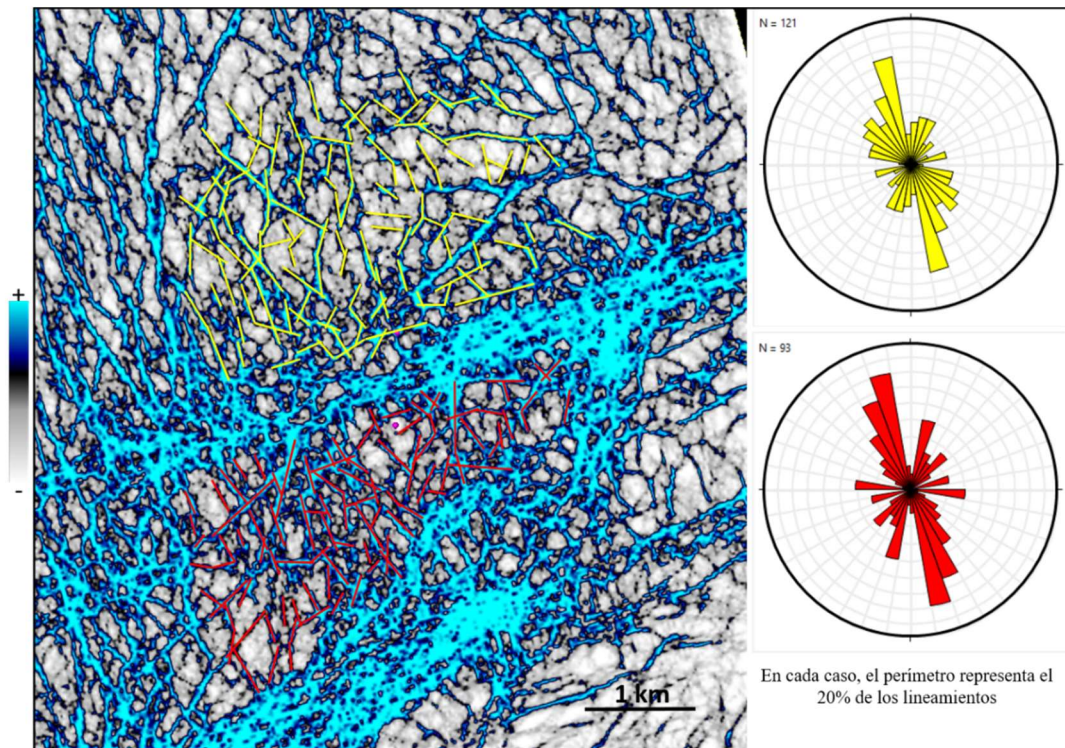 N = 121
+
-
N = 93
1 km
En cada caso, el perímetro representa el
20% de los lineamientos